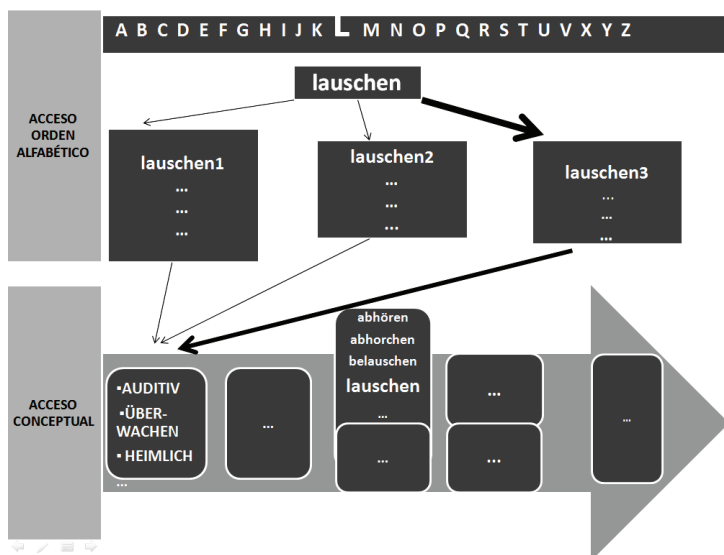 A B C D E F G H I J K L M N O P Q R S T U V X Y Z
lauschen
ACCESO
ORDEN
ALFABÉTICO
lauschen1
...
...
...
lauschen2
...
...
...
lauschen3
...
...
...
ACCESO
CONCEPTUAL
▪AUDITIV
▪ÜBER-
WACHEN
▪ HEIMLICH
...
...
abhören
abhorchen
belauschen
lauschen
...
...
...
...
...